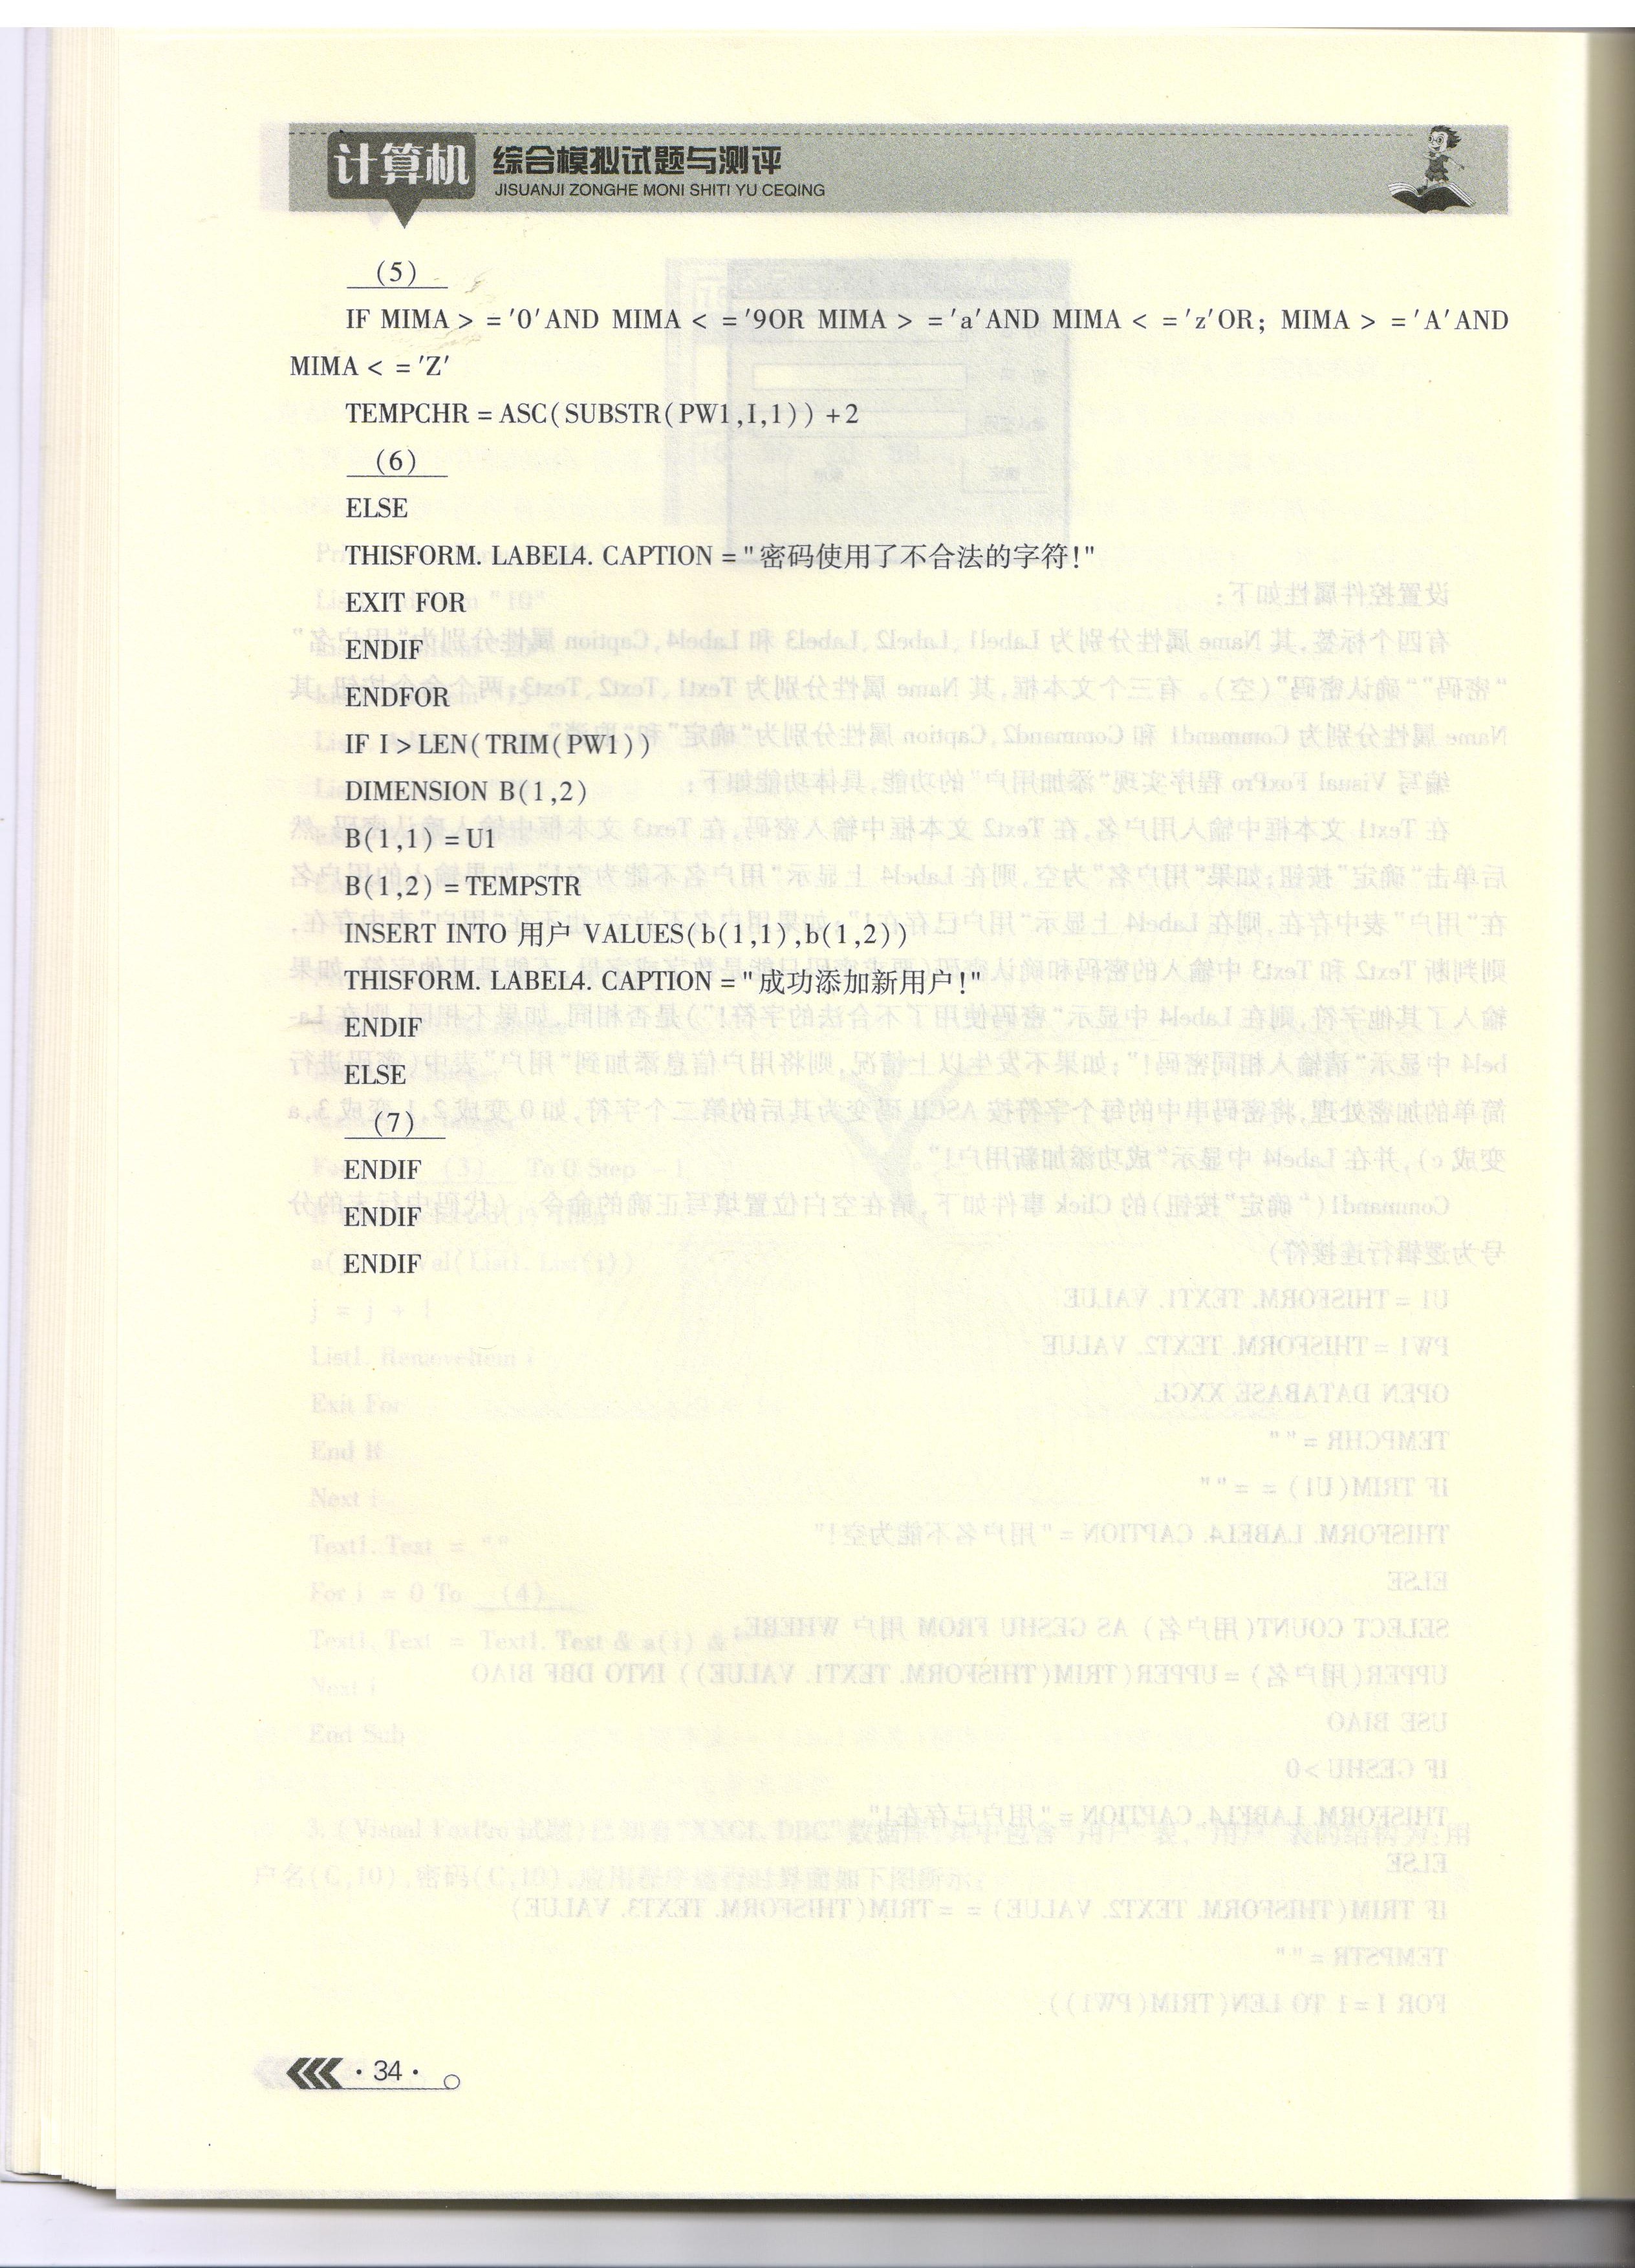 计算机 综合模拟试题与测评
JISUANJI ZONGHE MONI SHITI YU CEQING
(5)
IF MIMA > ='0'AND MIMA < ='9OR MIMA > ='a'AND MIMA < ='z'OR; MIMA > ='A'AND
MIMA < ='Z'
TEMPCHR = ASC(SUBSTR(PW1,I,1)) +2
(6)
ELSE
THISFORM. LABEL4. CAPTION ="密码使用了不合法的字符!"
EXIT FOR
ENDIF
ENDFOR
IF I > LEN(TRIM(PW1))
DIMENSION B(1,2)
B(1,1) = U1
B(1,2) = TEMPSTR
INSERT INTO 用户 VALUES(b(1,1),b(1,2))
THISFORM. LABEL4. CAPTION ="成功添加新用户!"
ENDIF
ELSE
(7)
ENDIF
ENDIF
ENDIF
· 34 ·